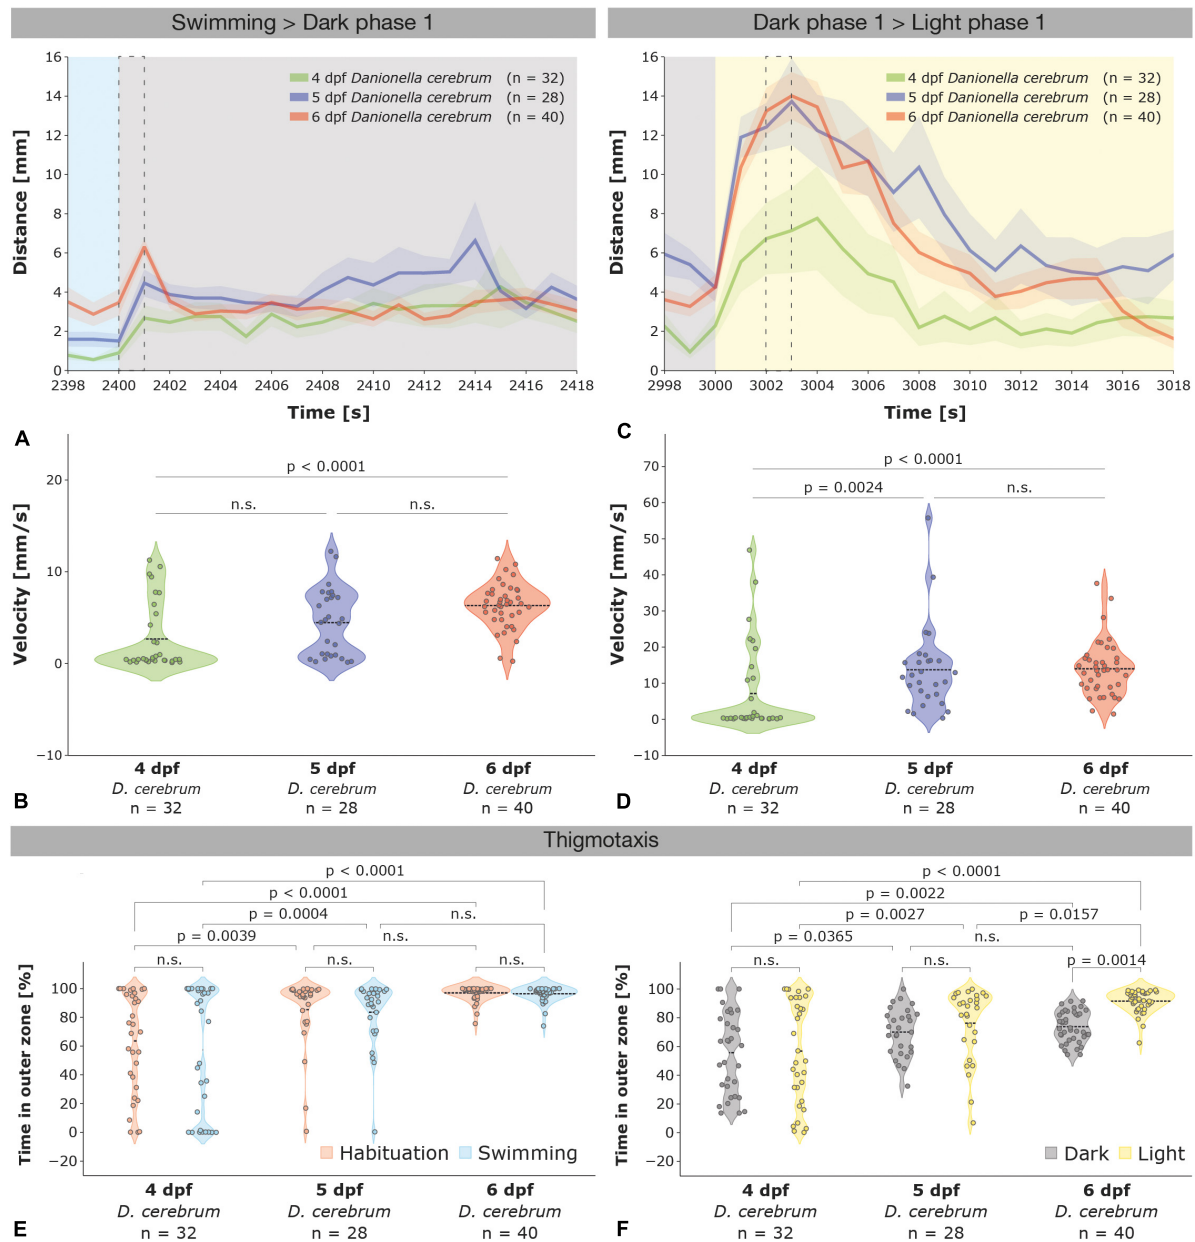 Swimming > Dark phase 1
Dark phase 1 > Light phase 1
16
14
12
10
8
6
4
2
0
Distance [mm]
4 dpf Danionella cerebrum (n = 32)
5 dpf Danionella cerebrum (n = 28)
6 dpf Danionella cerebrum (n = 40)
2398 2400 2402 2404 2406 2408 2410 2412 2414 2416 2418
Time [s]
A
16
14
12
10
8
6
4
2
0
Distance [mm]
4 dpf Danionella cerebrum (n = 32)
5 dpf Danionella cerebrum (n = 28)
6 dpf Danionella cerebrum (n = 40)
2998 3000 3002 3004 3006 3008 3010 3012 3014 3016 3018
Time [s]
C
p < 0.0001
n.s. n.s.
20
10
0
−10
Velocity [mm/s]
4 dpf 5 dpf 6 dpf
D. cerebrum D. cerebrum D. cerebrum
n = 32 n = 28 n = 40
B
p < 0.0001
p = 0.0024 n.s.
70
60
50
40
30
20
10
0
−10
Velocity [mm/s]
4 dpf 5 dpf 6 dpf
D. cerebrum D. cerebrum D. cerebrum
n = 32 n = 28 n = 40
D
Thigmotaxis
p < 0.0001
p < 0.0001
p = 0.0004 n.s.
p = 0.0039 n.s.
n.s. n.s. n.s.
100
80
60
40
20
0
−20
Time in outer zone [%]
Habituation Swimming
4 dpf 5 dpf 6 dpf
D. cerebrum D. cerebrum D. cerebrum
n = 32 n = 28 n = 40
E
p < 0.0001
p = 0.0022
p = 0.0027 p = 0.0157
p = 0.0365 n.s.
n.s. n.s. p = 0.0014
100
80
60
40
20
0
−20
Time in outer zone [%]
Dark Light
4 dpf 5 dpf 6 dpf
D. cerebrum D. cerebrum D. cerebrum
n = 32 n = 28 n = 40
F